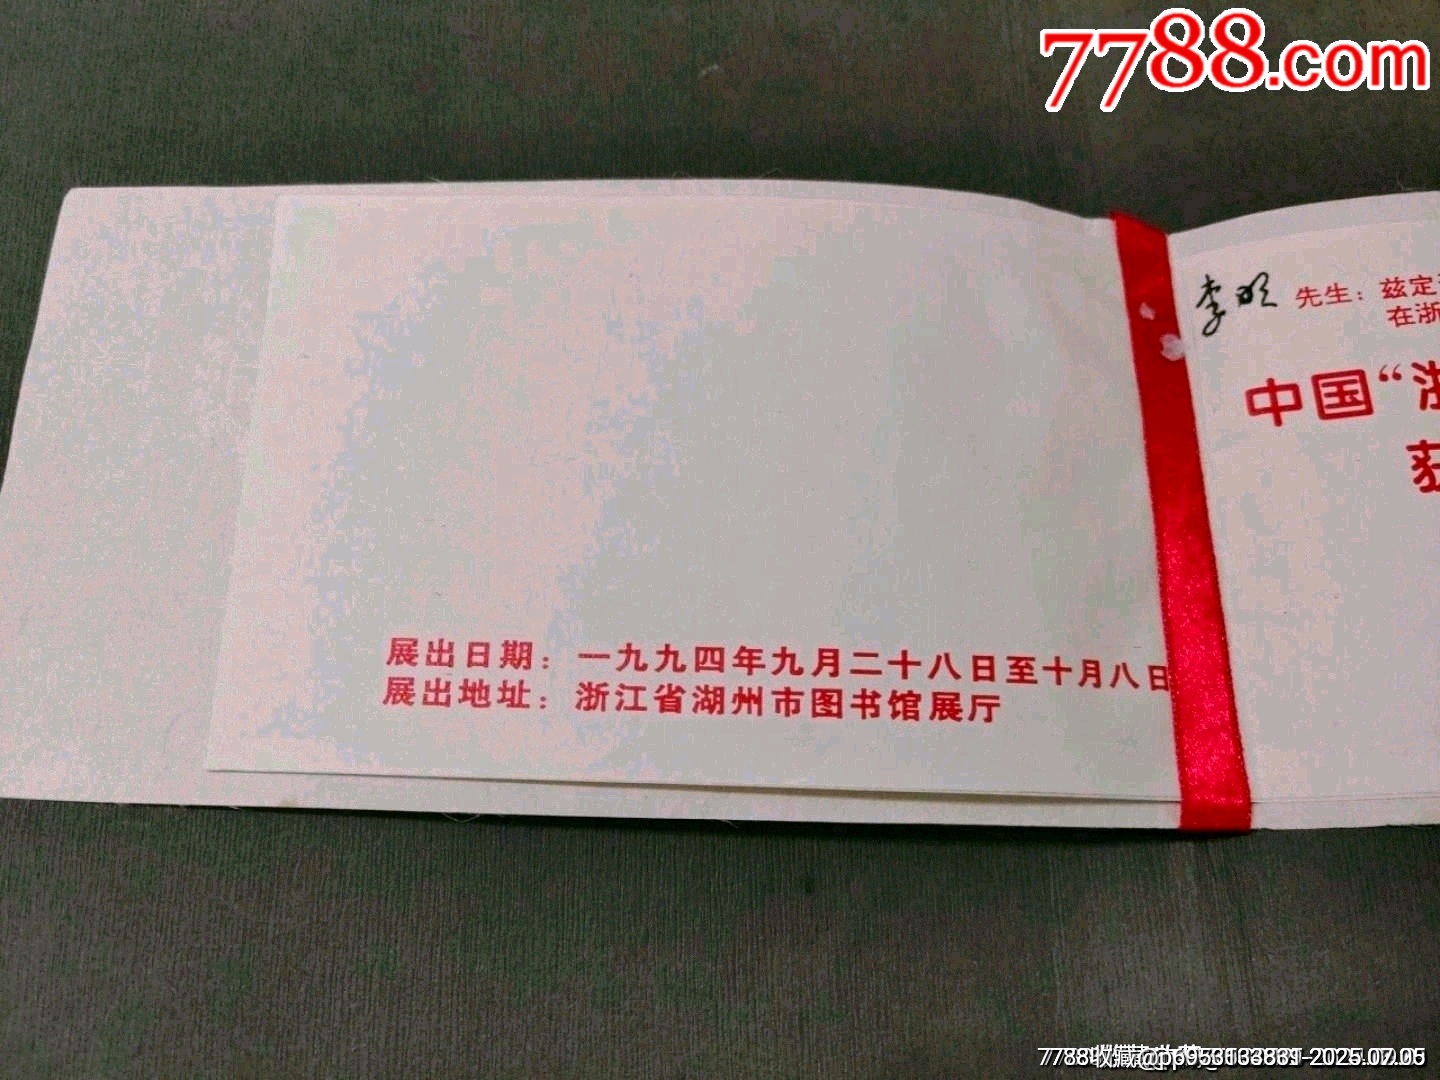 7788.com
李明 先生：兹定
在浙
中国“浙
获
展出日期：一九九四年九月二十八日至十月八日
展出地址：浙江省湖州市图书馆展厅